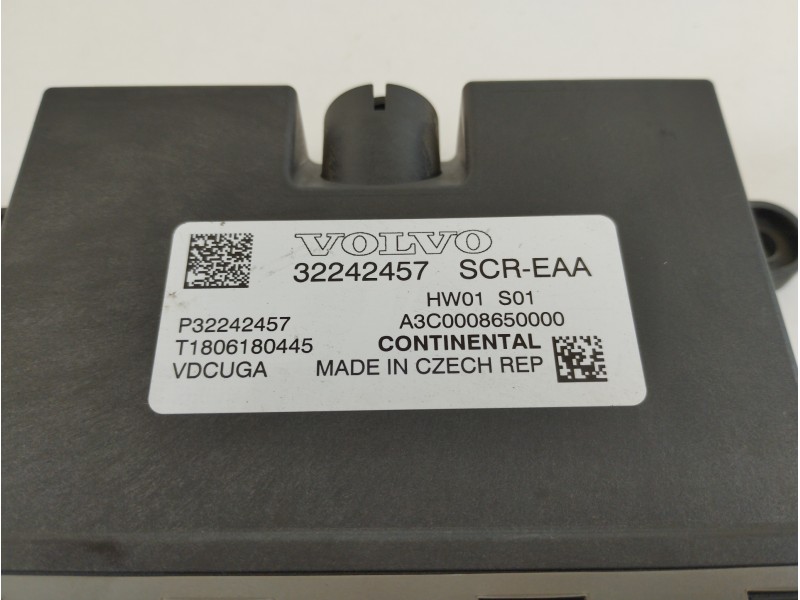 VOLVO
32242457 SCR-EAA
HW01 S01
P32242457 A3C0008650000
T1806180445 CONTINENTAL
VDCUGA MADE IN CZECH REP